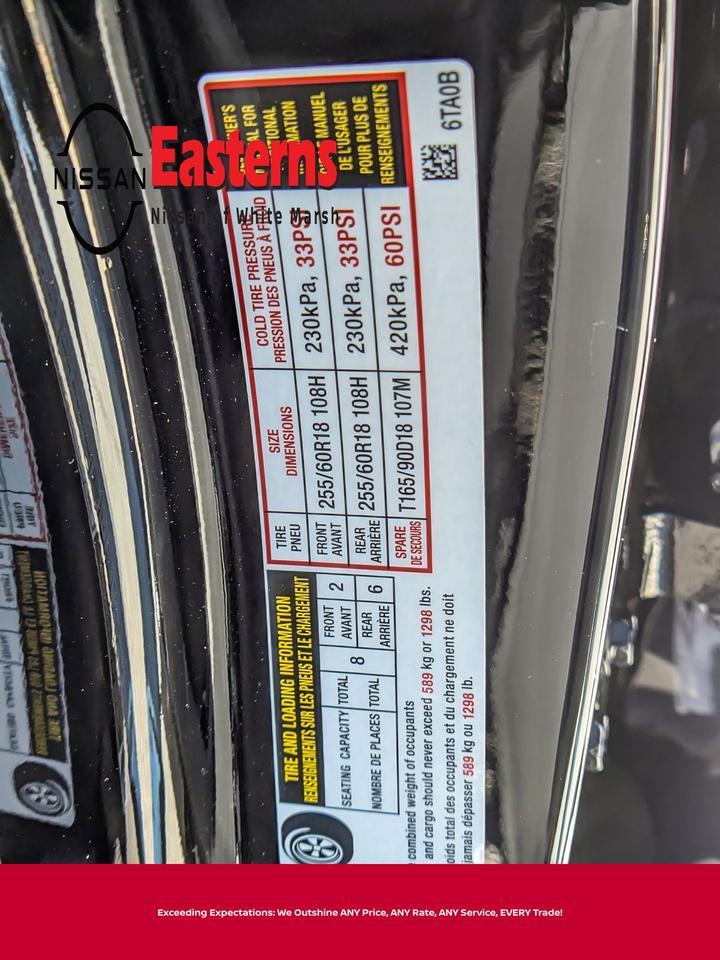 NISSAN
Easterns
Nissan of White Marsh
TIRE AND LOADING INFORMATION
RENSEIGNEMENTS SUR LES PNEUS ET LE CHARGEMENT
SEATING CAPACITY TOTAL 8 FRONT AVANT 2
NOMBRE DE PLACES TOTAL REAR ARRIÈRE 6
combined weight of occupants
and cargo should never exceed 589 kg or 1298 lbs.
total des occupants et du chargement ne doit
jamais dépasser 589 kg ou 1298 lb.
TIRE PNEU SIZE DIMENSIONS COLD TIRE PRESSURE
PRESSION DES PNEUS À
FRONT AVANT 255/60R18 108H 230kPa, 33PSI
REAR ARRIÈRE 255/60R18 108H 230kPa, 33PSI
SPARE DE SECOURS T165/90D18 107M 420kPa, 60PSI
FOR
MANUEL
DE L'USAGER
POUR PLUS DE
RENSEIGNEMENTS
6TA0B
Exceeding Expectations: We Outshine ANY Price, ANY Rate, ANY Service, EVERY Trade!